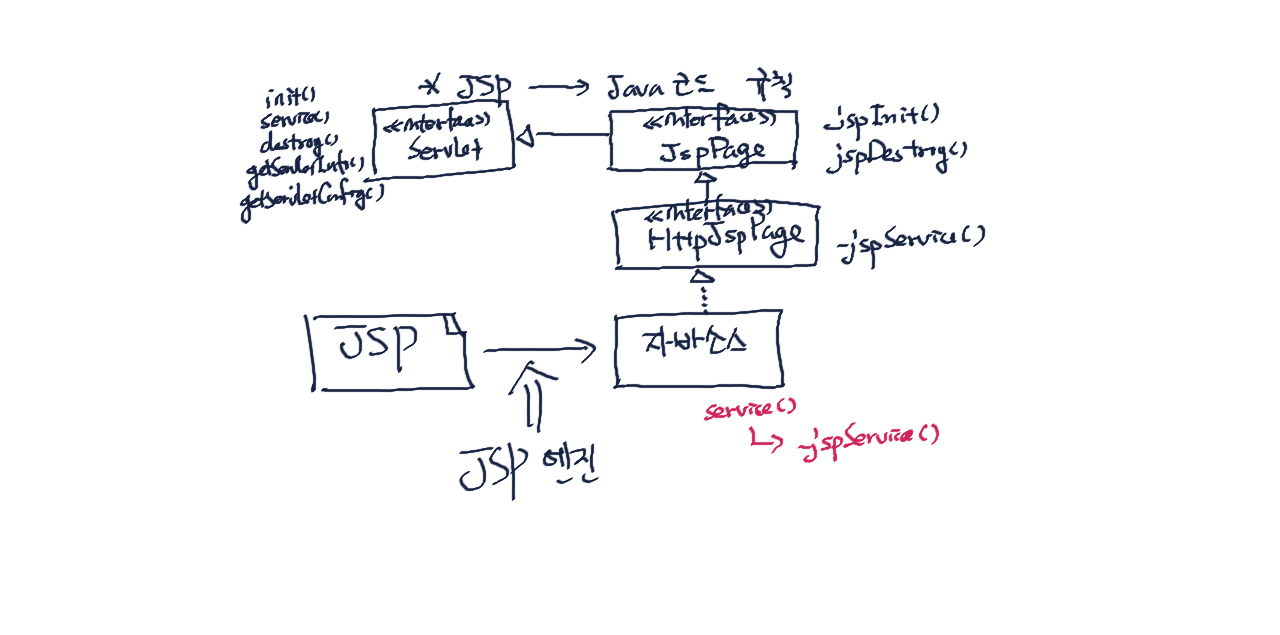 * JSP → Java 코드 규칙
init()
service()
destroy()
getServletInfo()
getServletConfig()
<<interface>>
Servlet
<<interface>>
JspPage
jspInit()
jspDestroy()
<<interface>>
HttpJspPage
_jspService()
JSP
자바소스
service()
↳ _jspService()
JSP 엔진